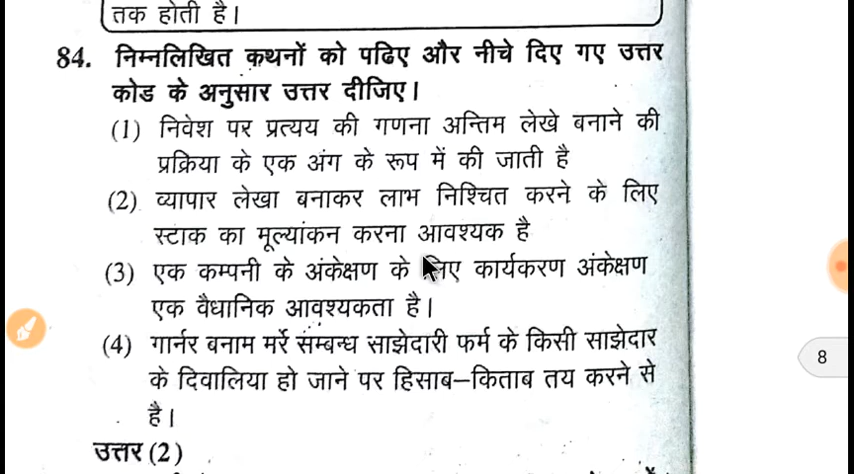 तक होती है।
84. निम्नलिखित कथनों को पढिए और नीचे दिए गए उत्तर
कोड के अनुसार उत्तर दीजिए।
(1) निवेश पर प्रत्यय की गणना अन्तिम लेखे बनाने की
प्रक्रिया के एक अंग के रूप में की जाती है
(2) व्यापार लेखा बनाकर लाभ निश्चित करने के लिए
स्टाक का मूल्यांकन करना आवश्यक है
(3) एक कम्पनी के अंकेक्षण के लिए कार्यकरण अंकेक्षण
एक वैधानिक आवश्यकता है।
(4) गार्नर बनाम मर्रे सम्बन्ध साझेदारी फर्म के किसी साझेदार
के दिवालिया हो जाने पर हिसाब–किताब तय करने से
है।
उत्तर (2)
8